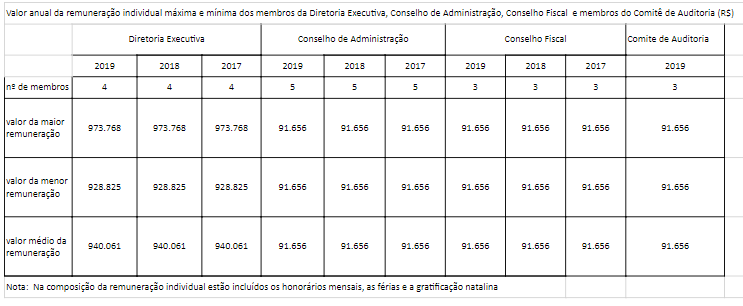 Valor anual da remuneração individual máxima e mínima dos membros da Diretoria Executiva, Conselho de Administração, Conselho Fiscal e membros do Comitê de Auditoria (R$)
Diretoria Executiva Conselho de Administração Conselho Fiscal Comite de Auditoria
2019 2018 2017 2019 2018 2017 2019 2018 2017 2019
nº de membros 4 4 4 5 5 5 3 3 3 3
valor da maior
remuneração 973.768 973.768 973.768 91.656 91.656 91.656 91.656 91.656 91.656 91.656
valor da menor
remuneração 928.825 928.825 928.825 91.656 91.656 91.656 91.656 91.656 91.656 91.656
valor médio da
remuneração 940.061 940.061 940.061 91.656 91.656 91.656 91.656 91.656 91.656 91.656
Nota: Na composição da remuneração individual estão incluídos os honorários mensais, as férias e a gratificação natalina